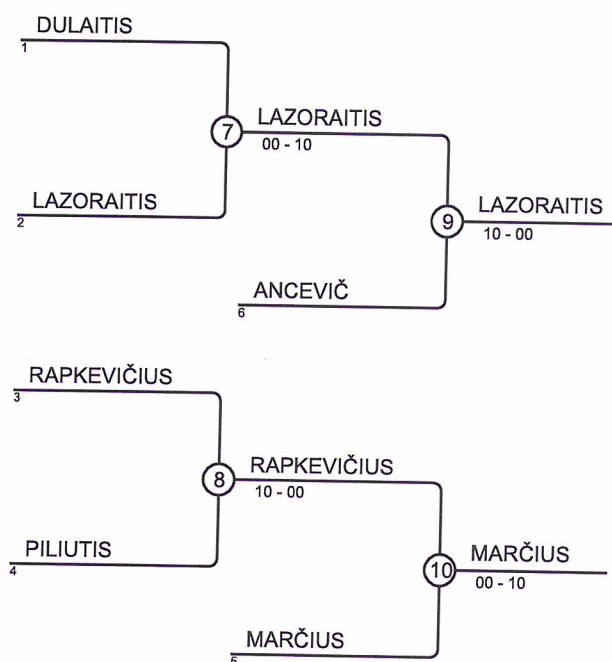 DULAITIS
1
7
LAZORAITIS
00 - 10
LAZORAITIS
2
9
LAZORAITIS
10 - 00
ANCEVIČ
6
RAPKEVIČIUS
3
8
RAPKEVIČIUS
10 - 00
PILIUTIS
4
10
MARČIUS
00 - 10
MARČIUS
5